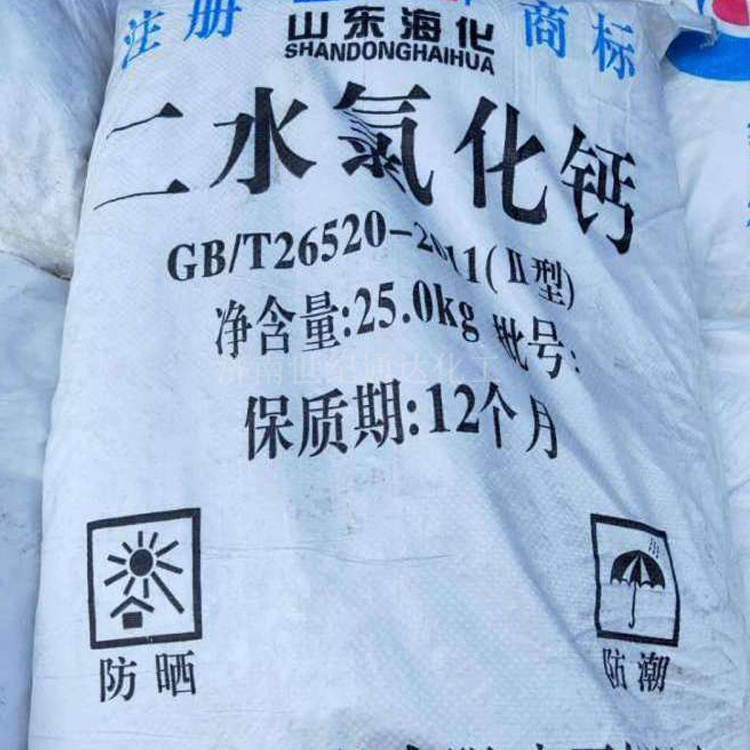 注册 商标
山东海化
SHANDONGHAIHUA
二水氯化钙
GB/T26520-2011(Ⅱ型)
净含量:25.0kg 批号:
保质期:12个月
济南世纪通达化工
防晒
防潮